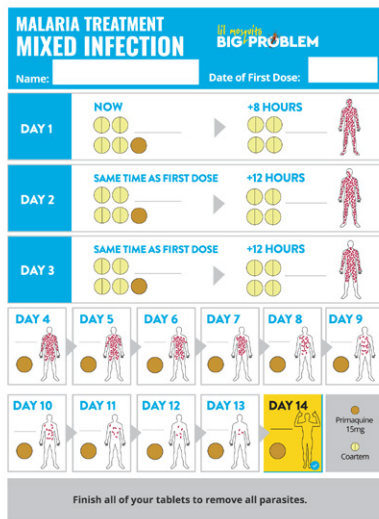 MALARIA TREATMENT
MIXED INFECTION
lil mosquito
BIG PROBLEM
Name:
Date of First Dose:
DAY 1
NOW
+8 HOURS
DAY 2
SAME TIME AS FIRST DOSE
+12 HOURS
DAY 3
SAME TIME AS FIRST DOSE
+12 HOURS
DAY 4
DAY 5
DAY 6
DAY 7
DAY 8
DAY 9
DAY 10
DAY 11
DAY 12
DAY 13
DAY 14
Primaquine
15mg
Coartem
Finish all of your tablets to remove all parasites.